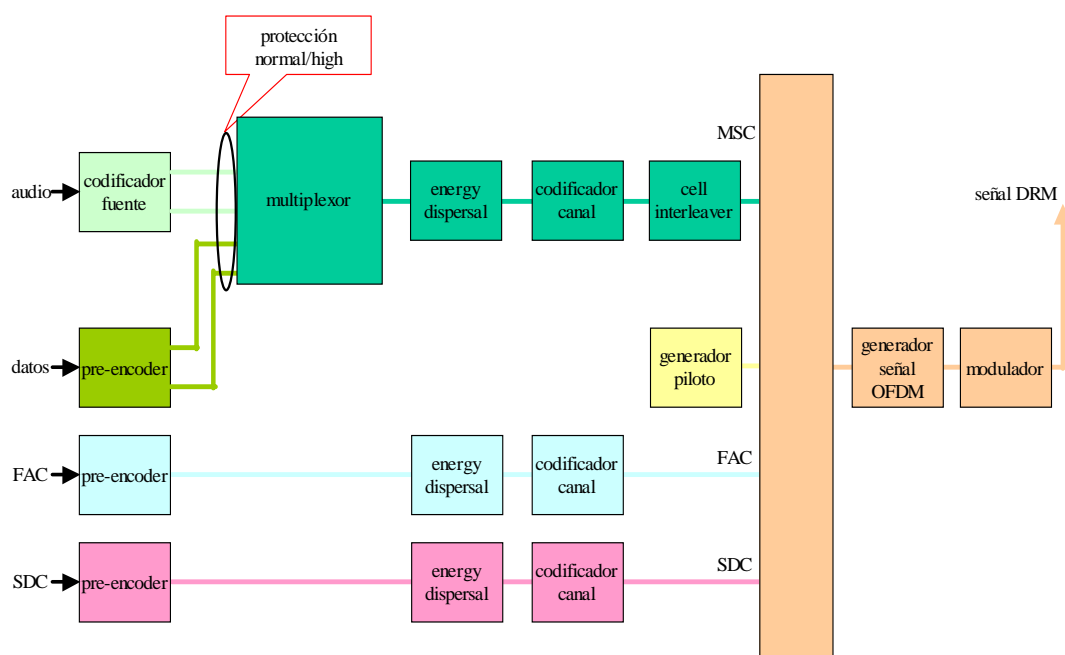 protección
normal/high
MSC
audio
codificador
fuente
multiplexor
energy
dispersal
codificador
canal
cell
interleaver
señal DRM
datos
pre-encoder
generador
piloto
generador
señal
OFDM
modulador
FAC
pre-encoder
energy
dispersal
codificador
canal
FAC
SDC
pre-encoder
energy
dispersal
codificador
canal
SDC